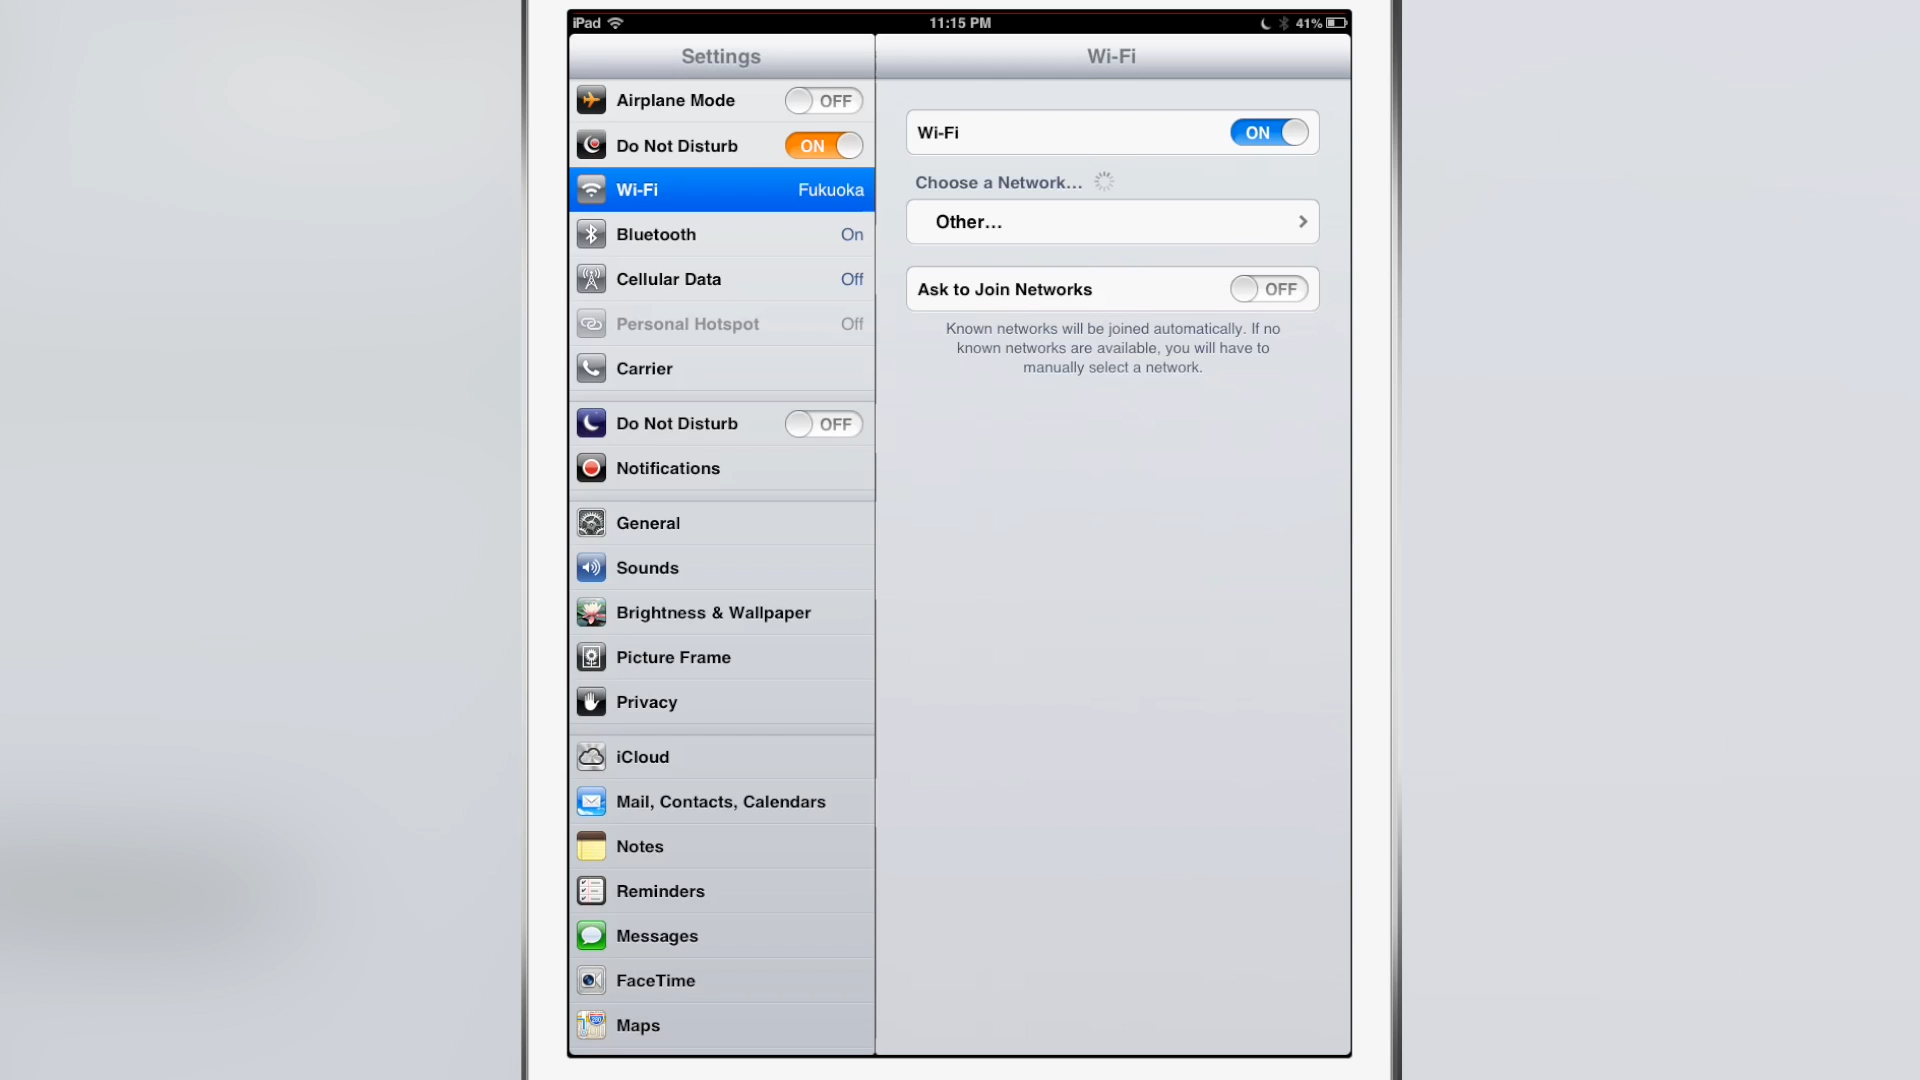 iPad
11:15 PM
41%
Settings
Wi-Fi
Airplane Mode OFF
Do Not Disturb ON
Wi-Fi Fukuoka
Bluetooth On
Cellular Data Off
Personal Hotspot Off
Carrier
Do Not Disturb OFF
Notifications
General
Sounds
Brightness & Wallpaper
Picture Frame
Privacy
iCloud
Mail, Contacts, Calendars
Notes
Reminders
Messages
FaceTime
Maps
Wi-Fi ON
Choose a Network...
Other...
Ask to Join Networks OFF
Known networks will be joined automatically. If no
known networks are available, you will have to
manually select a network.